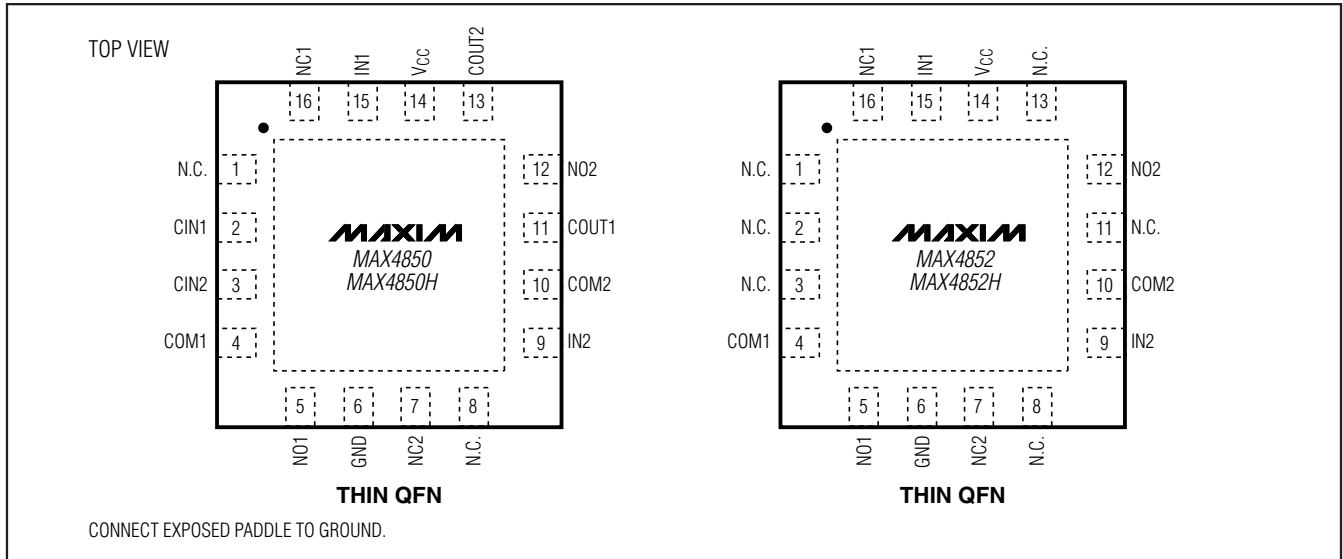 TOP VIEW
NC1 IN1 VCC COUT2
16 15 14 13
N.C. 1
CIN1 2
CIN2 3
COM1 4
12 NO2
11 COUT1
10 COM2
9 IN2
MAXIM
MAX4850
MAX4850H
5 6 7 8
NO1 GND NC2 N.C.
THIN QFN
NC1 IN1 VCC N.C.
16 15 14 13
N.C. 1
N.C. 2
N.C. 3
COM1 4
12 NO2
11 N.C.
10 COM2
9 IN2
MAXIM
MAX4852
MAX4852H
5 6 7 8
NO1 GND NC2 N.C.
THIN QFN
CONNECT EXPOSED PADDLE TO GROUND.